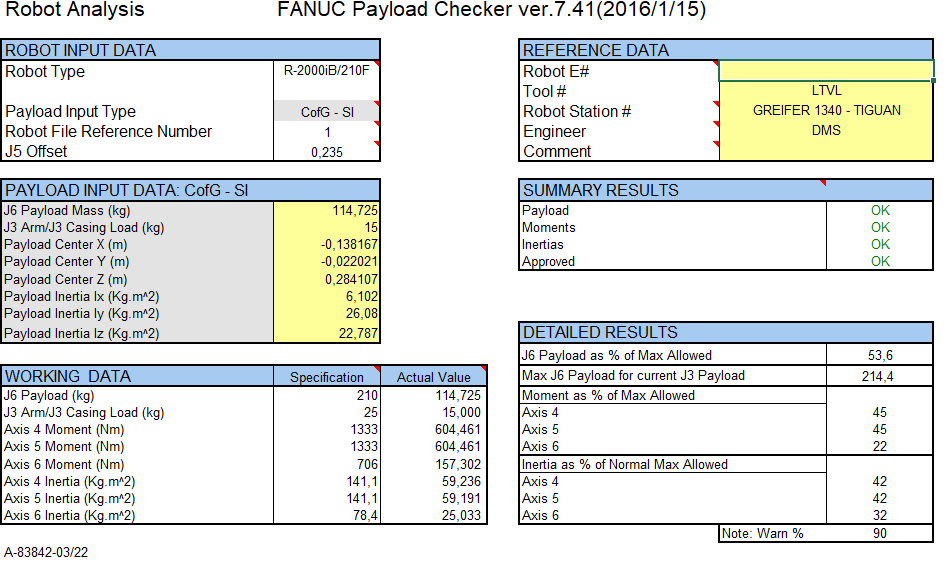 Robot Analysis FANUC Payload Checker ver.7.41(2016/1/15)
ROBOT INPUT DATA
Robot Type R-2000iB/210F
Payload Input Type CofG - SI
Robot File Reference Number 1
J5 Offset 0,235
REFERENCE DATA
Robot E#
Tool # LTVL
Robot Station # GREIFER 1340 - TIGUAN
Engineer DMS
Comment
PAYLOAD INPUT DATA: CofG - SI
J6 Payload Mass (kg) 114,725
J3 Arm/J3 Casing Load (kg) 15
Payload Center X (m) -0,138167
Payload Center Y (m) -0,022021
Payload Center Z (m) 0,284107
Payload Inertia Ix (Kg.m^2) 6,102
Payload Inertia Iy (Kg.m^2) 26,08
Payload Inertia Iz (Kg.m^2) 22,787
SUMMARY RESULTS
Payload OK
Moments OK
Inertias OK
Approved OK
WORKING DATA Specification Actual Value
J6 Payload (kg) 210 114,725
J3 Arm/J3 Casing Load (kg) 25 15,000
Axis 4 Moment (Nm) 1333 604,461
Axis 5 Moment (Nm) 1333 604,461
Axis 6 Moment (Nm) 706 157,302
Axis 4 Inertia (Kg.m^2) 141,1 59,236
Axis 5 Inertia (Kg.m^2) 141,1 59,191
Axis 6 Inertia (Kg.m^2) 78,4 25,033
DETAILED RESULTS
J6 Payload as % of Max Allowed 53,6
Max J6 Payload for current J3 Payload 214,4
Moment as % of Max Allowed
Axis 4 45
Axis 5 45
Axis 6 22
Inertia as % of Normal Max Allowed
Axis 4 42
Axis 5 42
Axis 6 32
Note: Warn % 90
A-83842-03/22